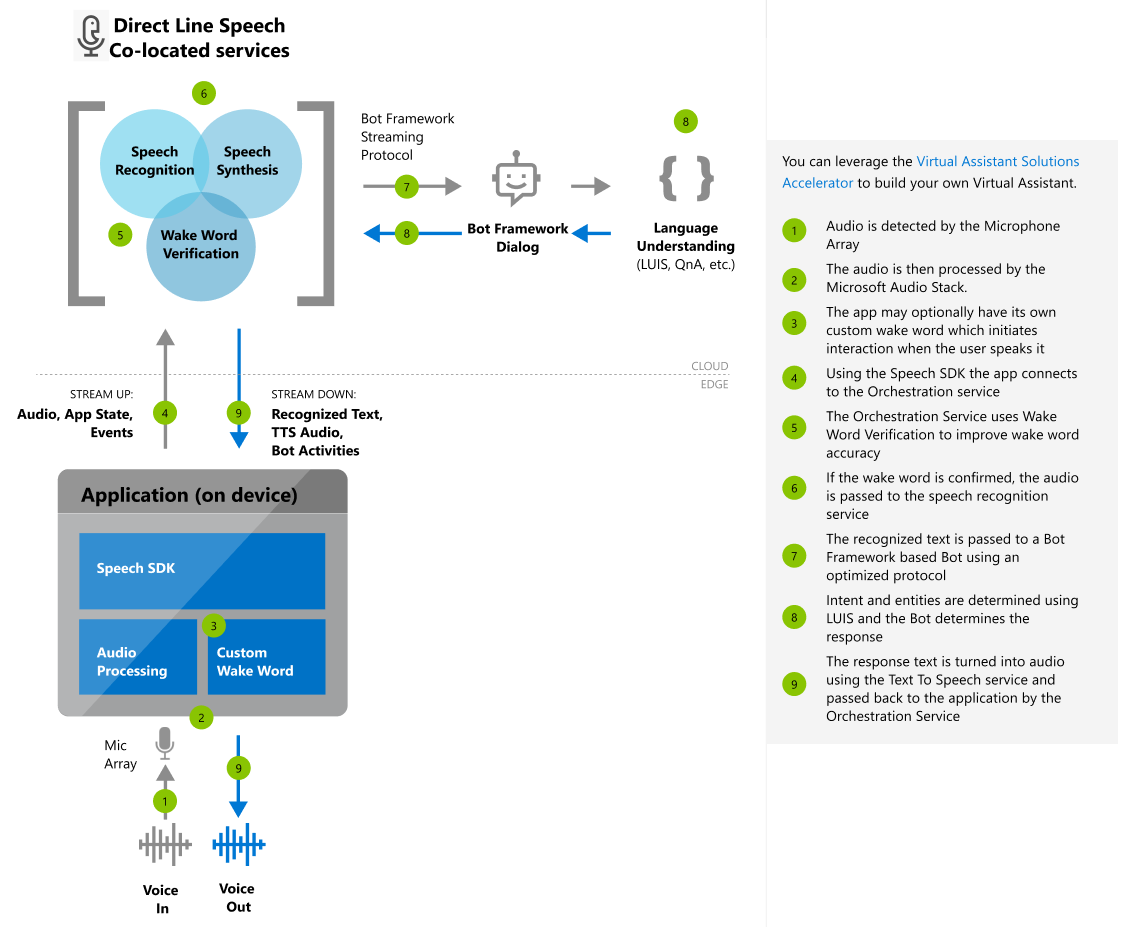 Direct Line Speech
Co-located services
6
Speech
Recognition
Speech
Synthesis
5
Wake Word
Verification
Bot Framework
Streaming
Protocol
7
8
Bot Framework
Dialog
8
{ }
Language
Understanding
(LUIS, QnA, etc.)
CLOUD
EDGE
STREAM UP:
Audio, App State,
Events
4
9
STREAM DOWN:
Recognized Text,
TTS Audio,
Bot Activities
Application (on device)
Speech SDK
3
Audio
Processing
Custom
Wake Word
2
Mic
Array
1
9
Voice
In
Voice
Out
You can leverage the Virtual Assistant Solutions
Accelerator to build your own Virtual Assistant.
1
Audio is detected by the Microphone
Array
2
The audio is then processed by the
Microsoft Audio Stack.
3
The app may optionally have its own
custom wake word which initiates
interaction when the user speaks it
4
Using the Speech SDK the app connects
to the Orchestration service
5
The Orchestration Service uses Wake
Word Verification to improve wake word
accuracy
6
If the wake word is confirmed, the audio
is passed to the speech recognition
service
7
The recognized text is passed to a Bot
Framework based Bot using an
optimized protocol
8
Intent and entities are determined using
LUIS and the Bot determines the
response
9
The response text is turned into audio
using the Text To Speech service and
passed back to the application by the
Orchestration Service